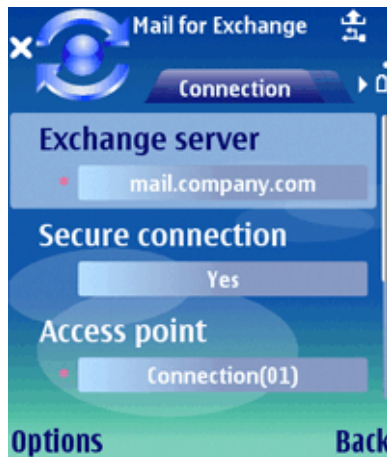 Mail for Exchange
Connection
Exchange server
* mail.company.com
Secure connection
Yes
Access point
* Connection(01)
Options Back